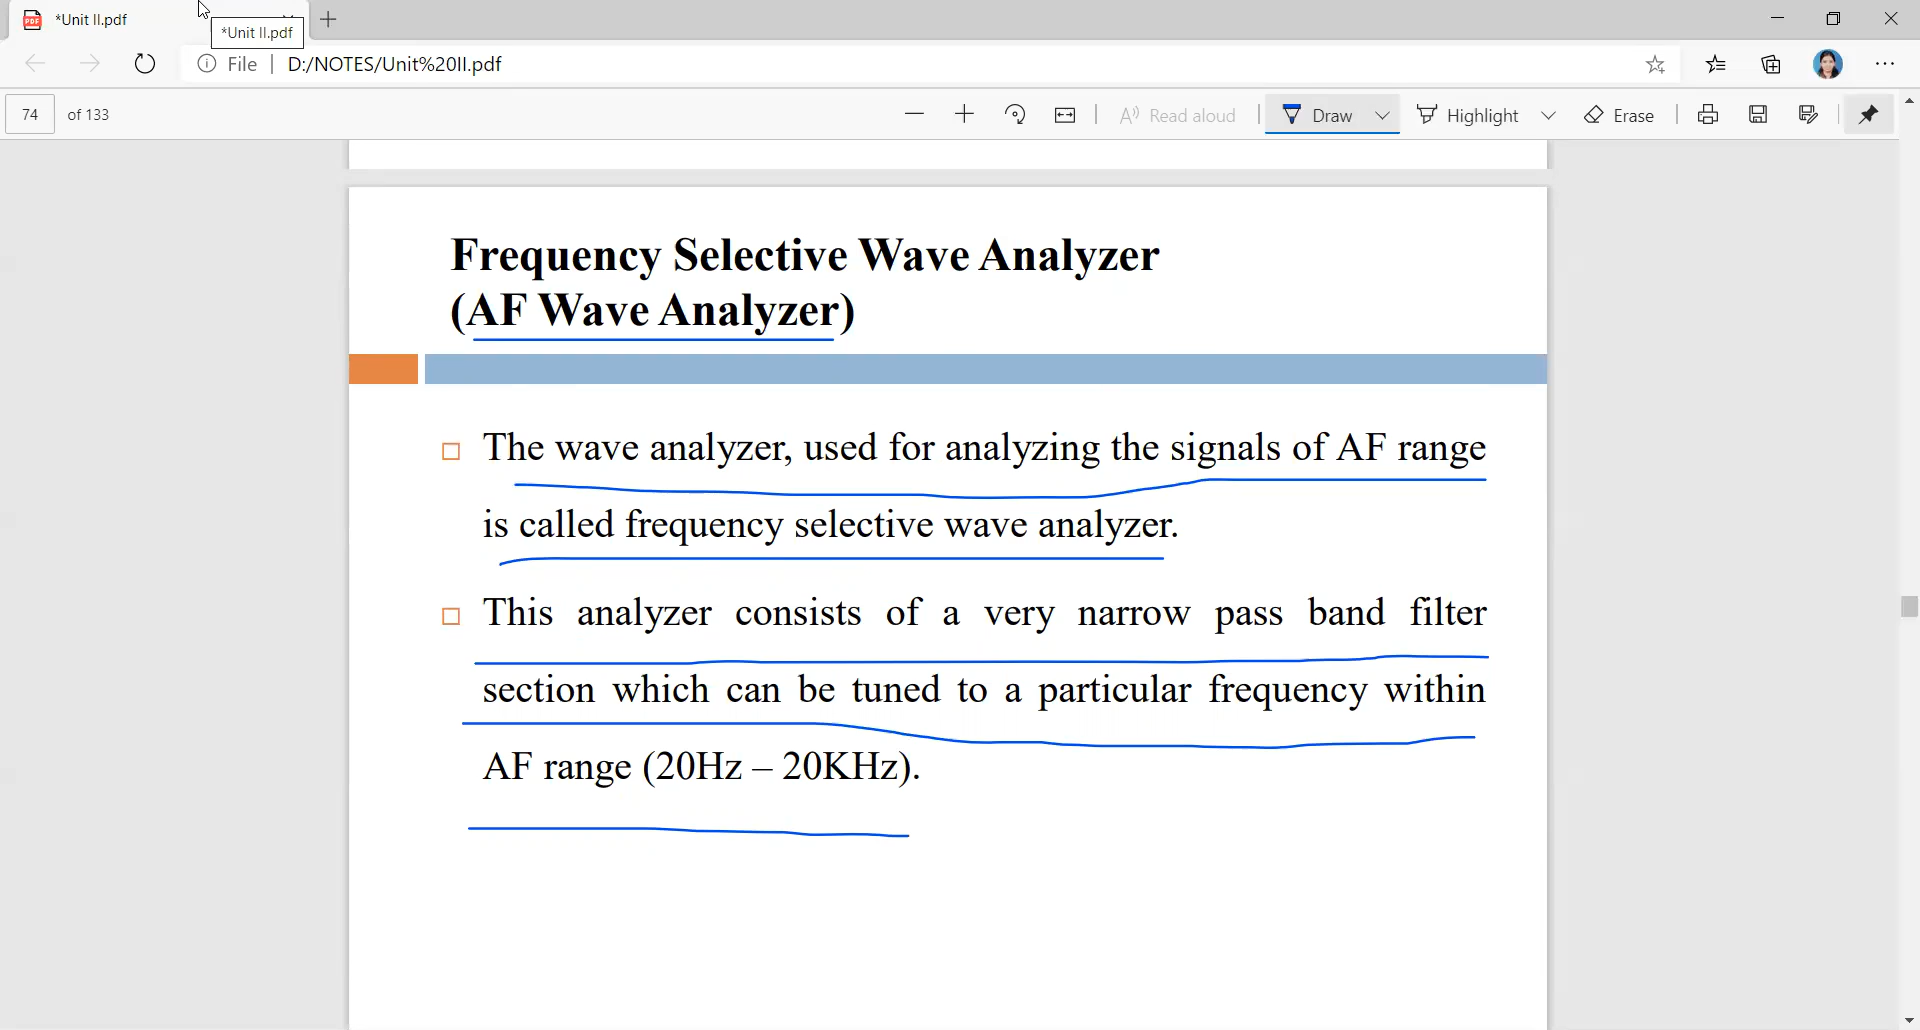 *Unit II.pdf
*Unit II.pdf
File
D:/NOTES/Unit%20II.pdf
74 of 133
Read aloud
Draw
Highlight
Erase
Frequency Selective Wave Analyzer
(AF Wave Analyzer)
The wave analyzer, used for analyzing the signals of AF range
is called frequency selective wave analyzer.
This analyzer consists of a very narrow pass band filter
section which can be tuned to a particular frequency within
AF range (20Hz – 20KHz).